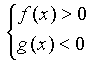 f(x) > 0
g(x) < 0